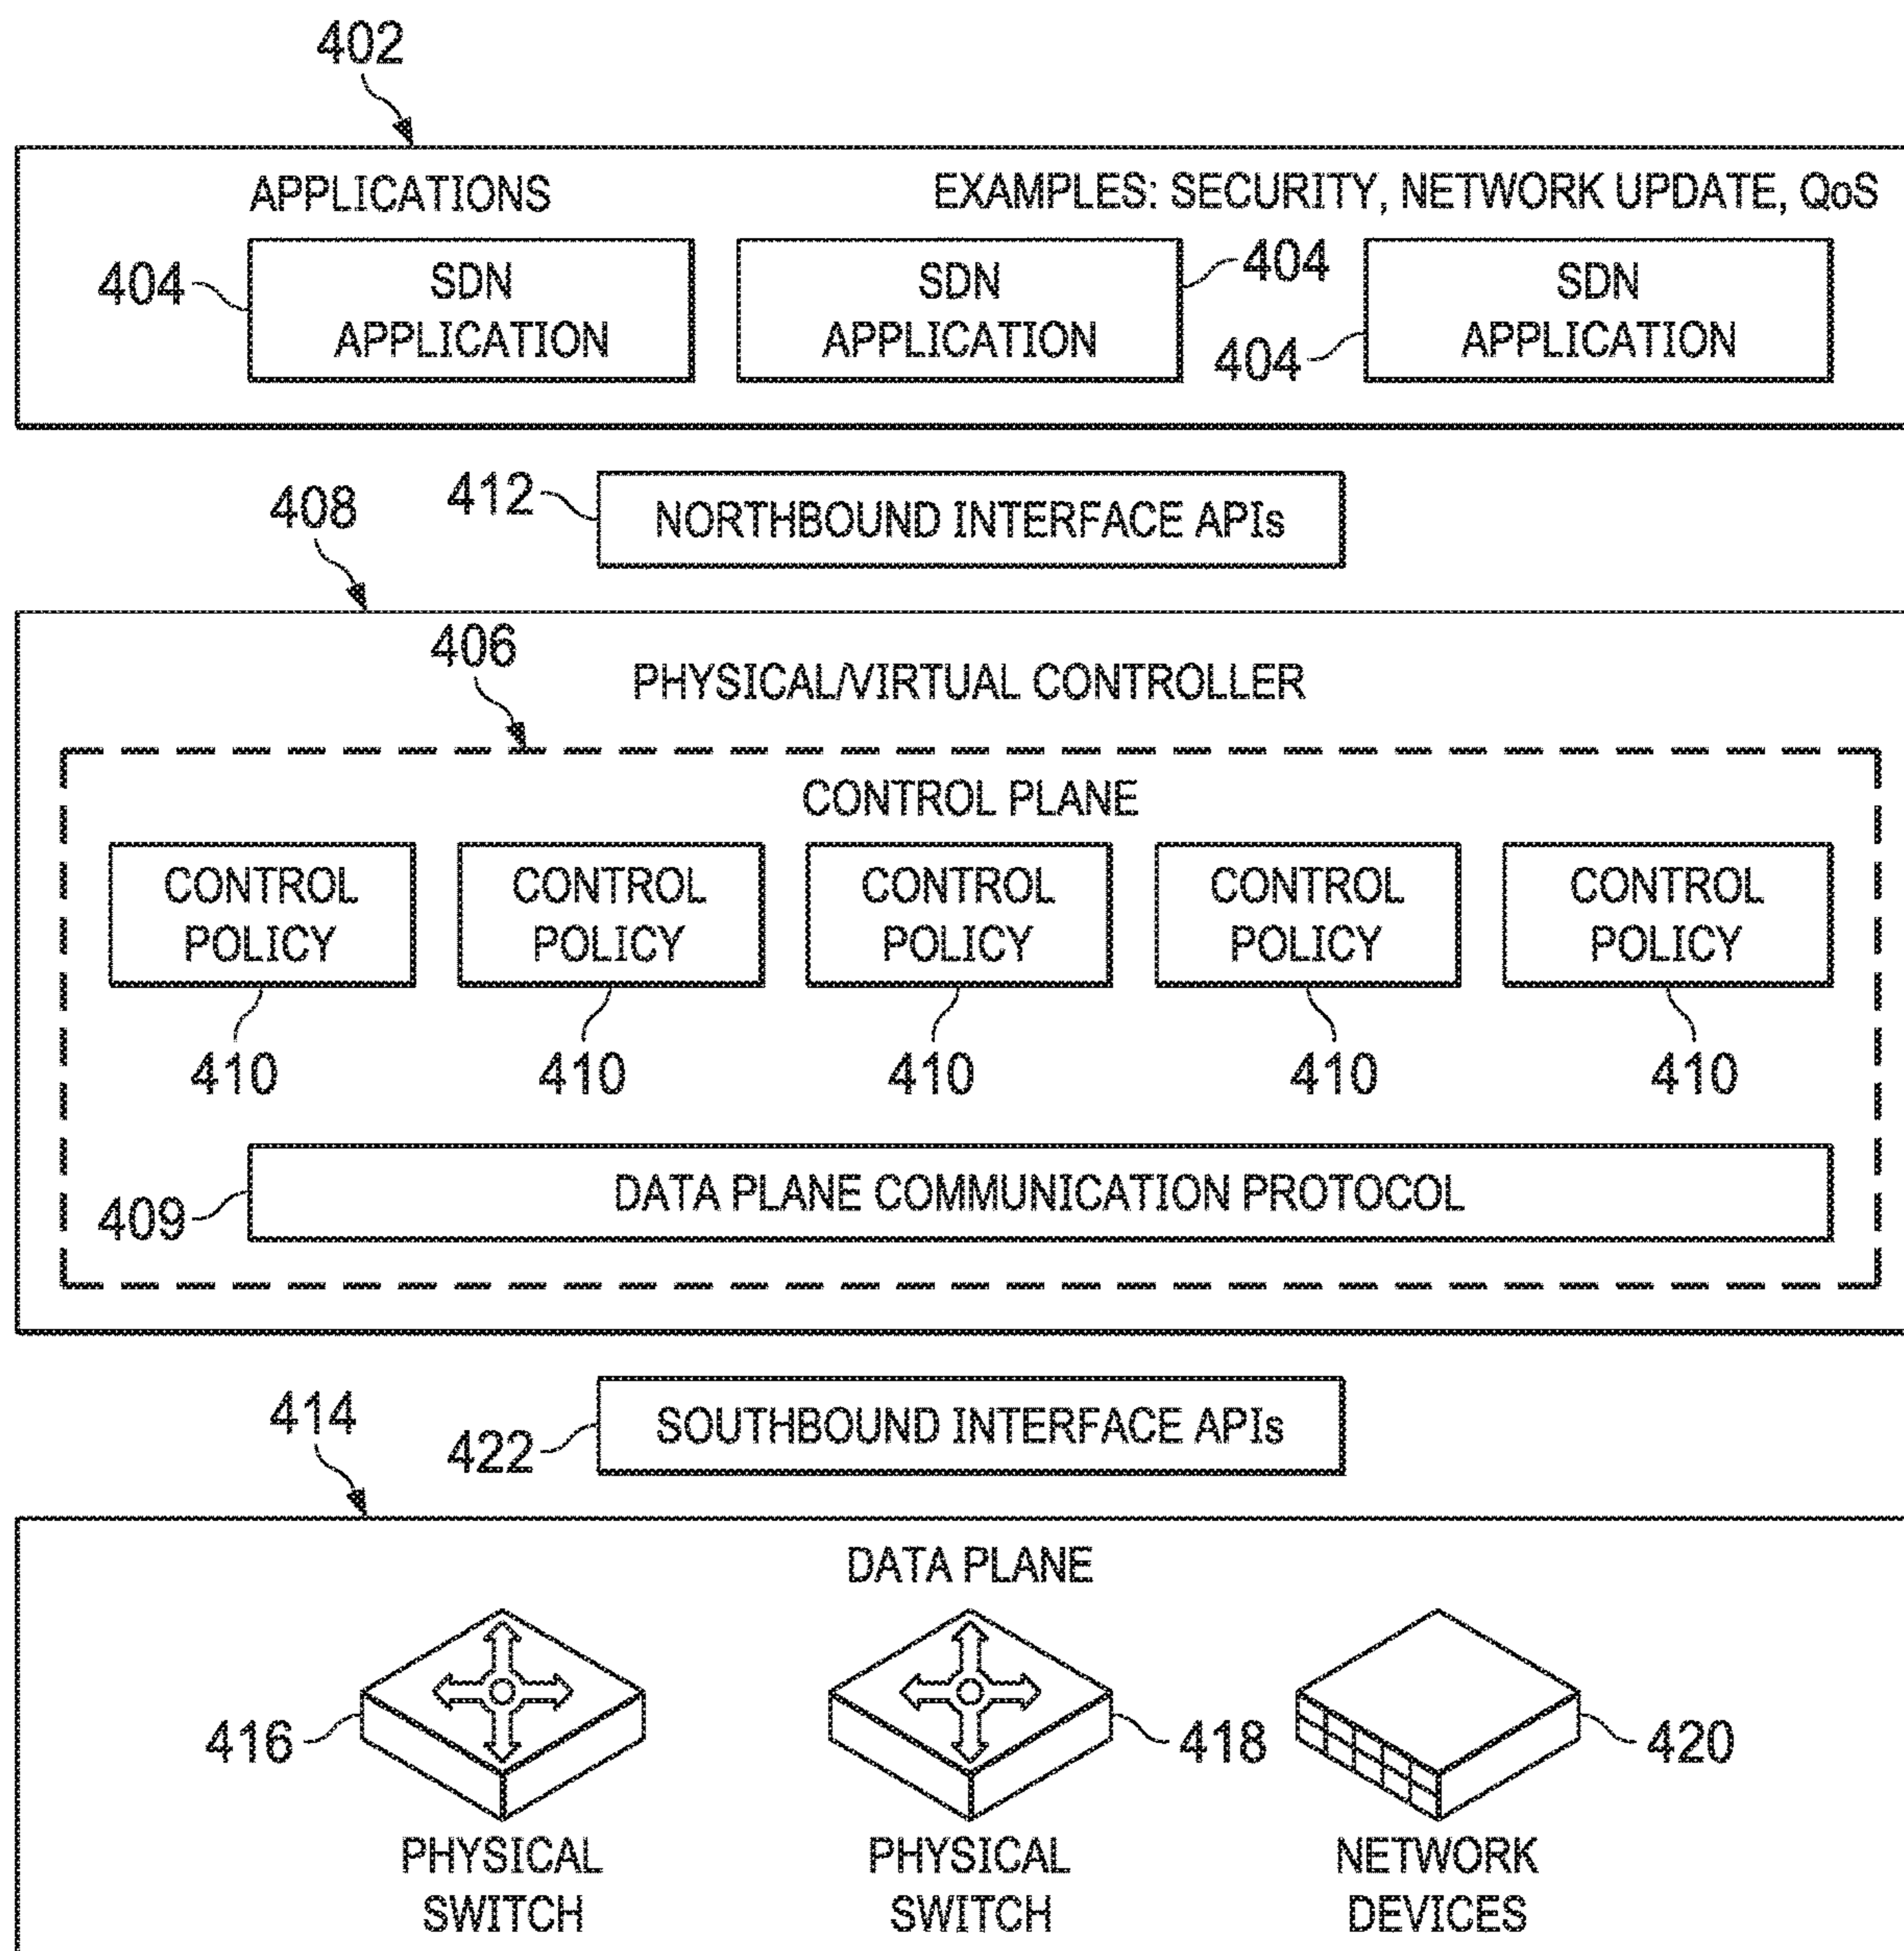 402
APPLICATIONS
EXAMPLES: SECURITY, NETWORK UPDATE, QoS
404
SDN
APPLICATION
SDN
APPLICATION
404
404
SDN
APPLICATION
412
NORTHBOUND INTERFACE APIs
408
406
PHYSICAL/VIRTUAL CONTROLLER
CONTROL PLANE
CONTROL
POLICY
CONTROL
POLICY
CONTROL
POLICY
CONTROL
POLICY
CONTROL
POLICY
410
410
410
410
410
409
DATA PLANE COMMUNICATION PROTOCOL
414
422
SOUTHBOUND INTERFACE APIs
DATA PLANE
416
418
420
PHYSICAL
SWITCH
PHYSICAL
SWITCH
NETWORK
DEVICES